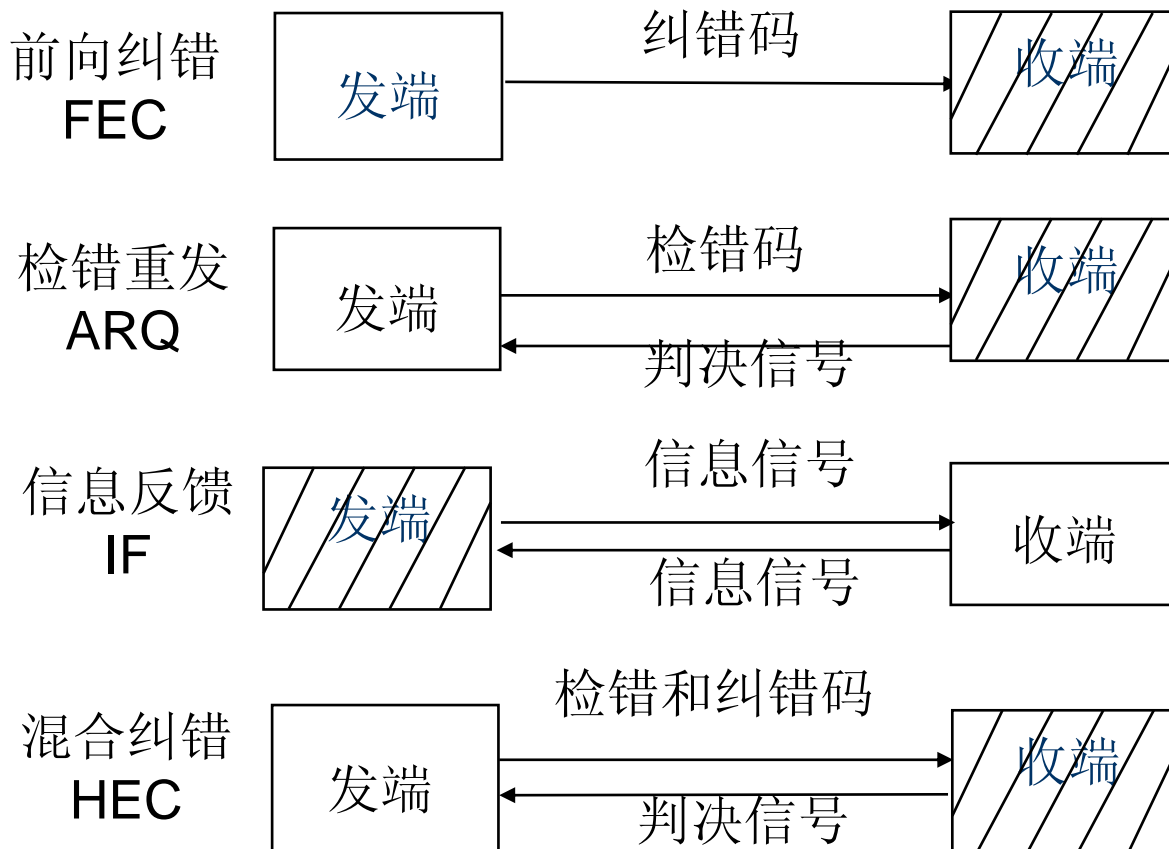 纠错码
前向纠错
FEC
发端
收端
检错码
检错重发
ARQ
发端
收端
判决信号
信息信号
信息反馈
IF
发端
收端
信息信号
检错和纠错码
混合纠错
HEC
发端
收端
判决信号